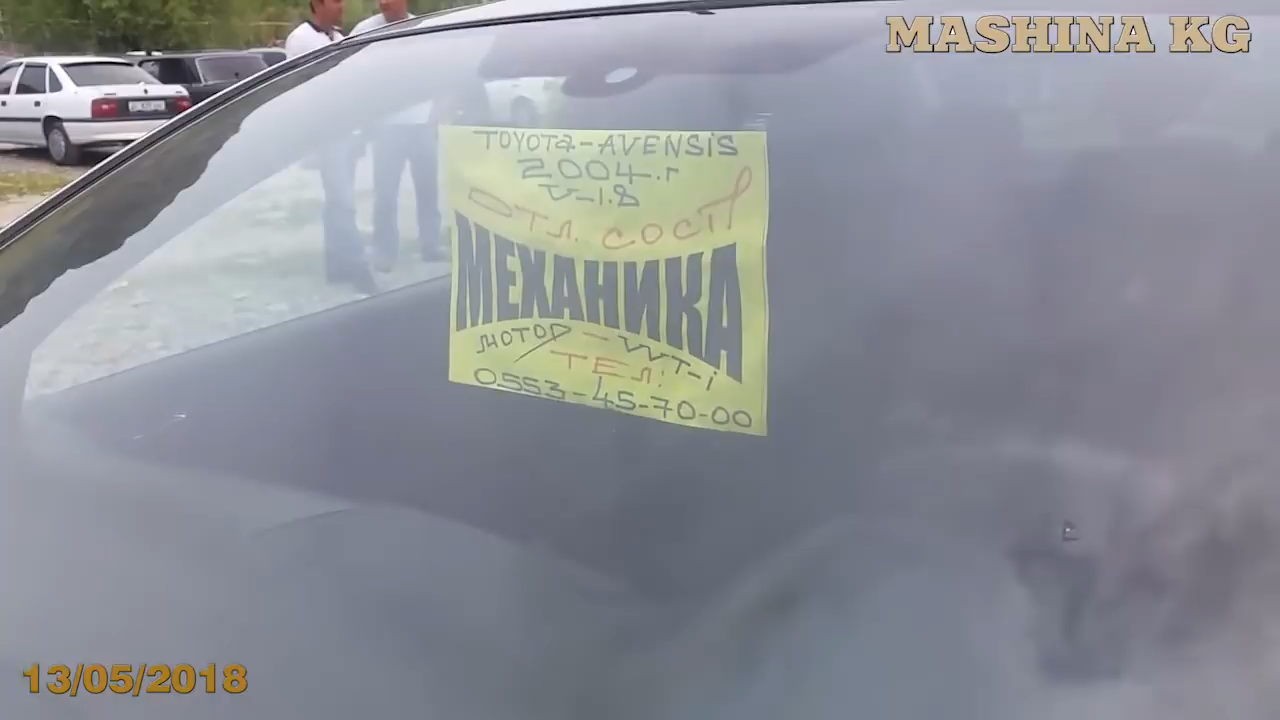 MASHINA KG
TOYOTA-AVENSIS
2004.г
V-1.8
ОТЛ. СОСТ
МЕХАНИКА
МОТОР-VVT-i
ТЕЛ:
0553-45-70-00
13/05/2018